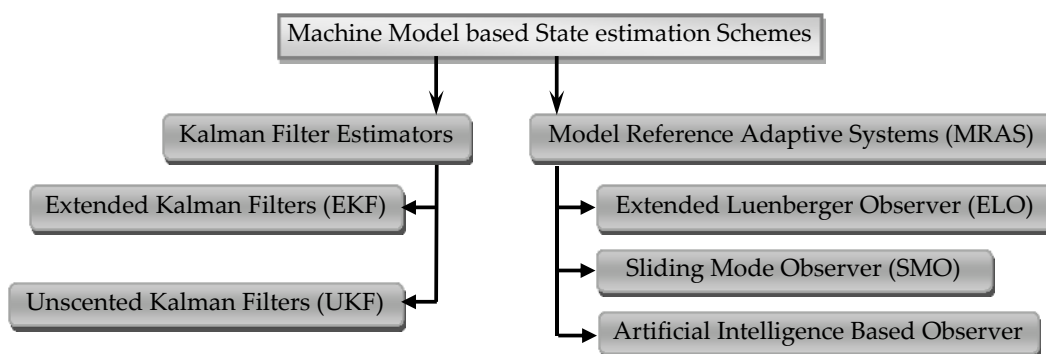 Machine Model based State estimation Schemes
Kalman Filter Estimators
Model Reference Adaptive Systems (MRAS)
Extended Kalman Filters (EKF)
Extended Luenberger Observer (ELO)
Sliding Mode Observer (SMO)
Unscented Kalman Filters (UKF)
Artificial Intelligence Based Observer